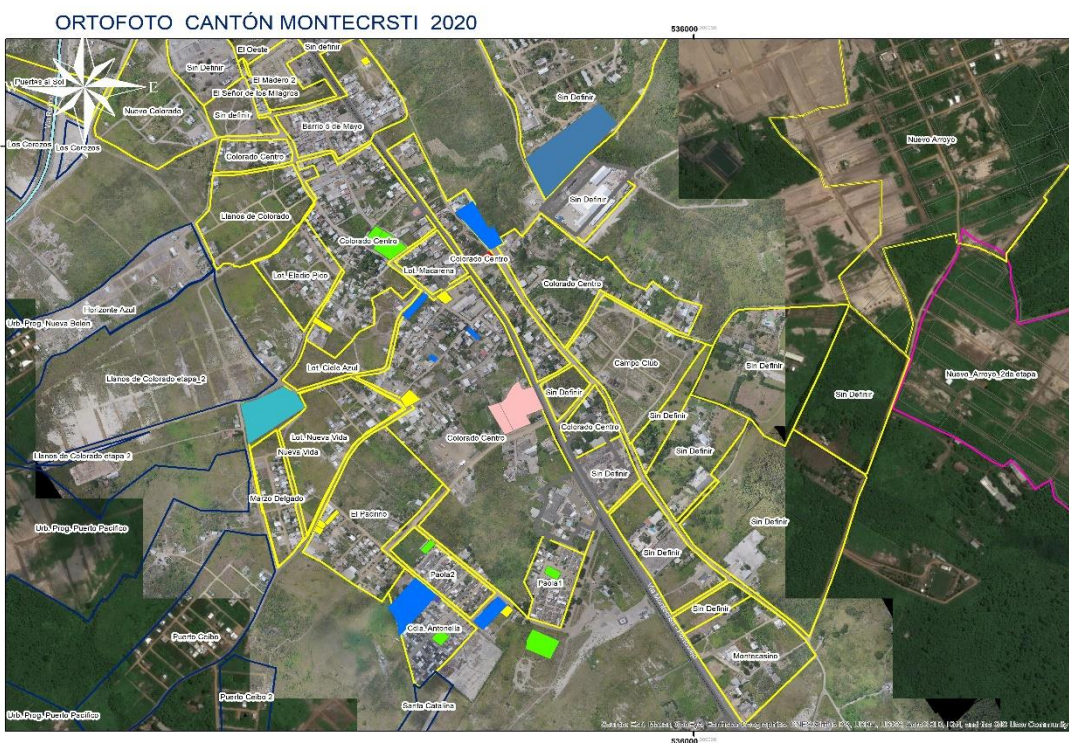 ORTOFOTO CANTÓN MONTECRSTI 2020
536000
El Oeste
Sin definir
Sin Definir
El Madero 2
Puertas al Sol
E
El Señor de los Milagros
Nuevo Colorado
Sin definir
Sin Definir
Barrio 5 de Mayo
Nuevo Arroyo
Los Cerezos
Los Cerezos
Colorado Centro
Sin Definir
Llanos de Colorado
Colorado Centro
Colorado Centro
Lot. Macarena
Lot. Eladio Pico
Colorado Centro
Horizonte Azul
Urb. Prog. Nueva Belen
Campo Club
Sin Definir
Lot. Cielo Azul
Nuevo_Arroyo_2da etapa
Llanos de Colorado etapa_2
Sin Definir
Sin Definir
Sin Definir
Colorado Centro
Lot. Nueva Vida
Colorado Centro
Nueva Vida
Sin Definir
Llanos de Colorado etapa 2
Sin Definir
Marzo Delgado
El Pacifico
Sin Definir
Urb. Prog. Puerto Pacifico
Sin Definir
Paola2
Paola1
Sin Definir
Cdla. Antonella
Puerto Ceibo
Montecasino
Puerto Ceibo 2
Santa Catalina
Urb. Prog. Puerto Pacifico
536000